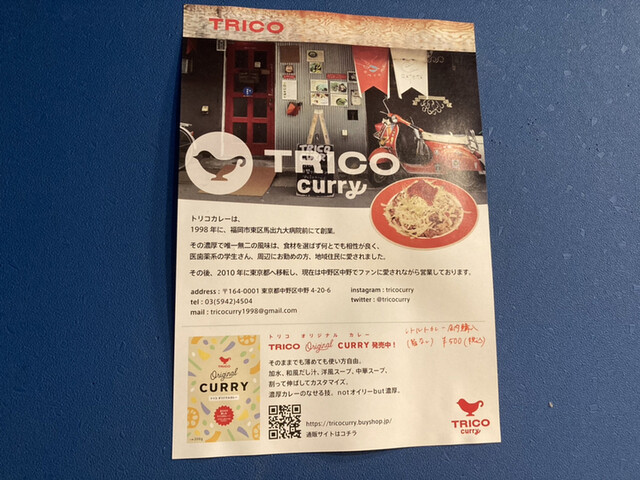 TRICO
TRICO
curry
トリコカレーは、
1998 年に、福岡市東区馬出九大病院前にて創業。
その濃厚で唯一無二の風味は、食材を選ばず何とでも相性が良く、
医歯薬系の学生さん、周辺にお勤めの方、地域住民に愛されました。
その後、2010 年に東京都へ移転し、現在は中野区中野でファンに愛されながら営業しております。
address : 〒164-0001 東京都中野区中野 4-20-6
instagram : tricocurry
tel : 03(5942)4504
twitter : @tricocurry
mail : tricocurry1998@gmail.com
トリコ オリジナル カレー
TRICO Original CURRY 発売中！
レトルトカレー店内購入
¥500(税込)
TRICO
Original
CURRY
そのままでも薄めても使い方自由。
加水、和風だし汁、洋風スープ、中華スープ、
割って伸ばしてカスタマイズ。
濃厚カレーのなせる技。notオイリーbut濃厚。
https://tricocurry.buyshop.jp/
通販サイトはコチラ
TRICO
curry